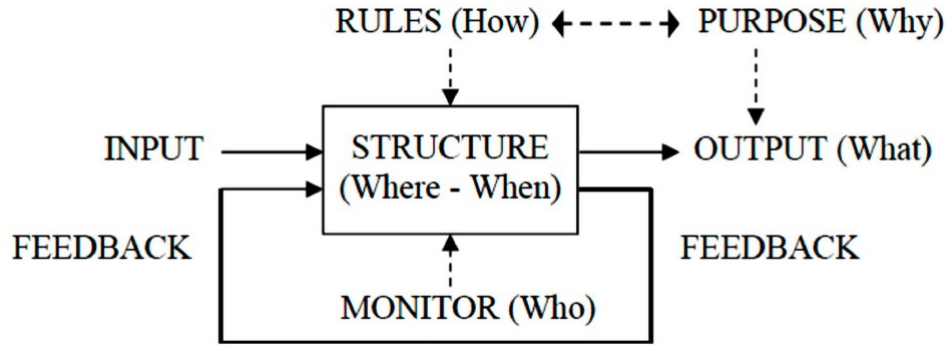 RULES (How)
PURPOSE (Why)
INPUT
STRUCTURE
(Where - When)
OUTPUT (What)
FEEDBACK
FEEDBACK
MONITOR (Who)